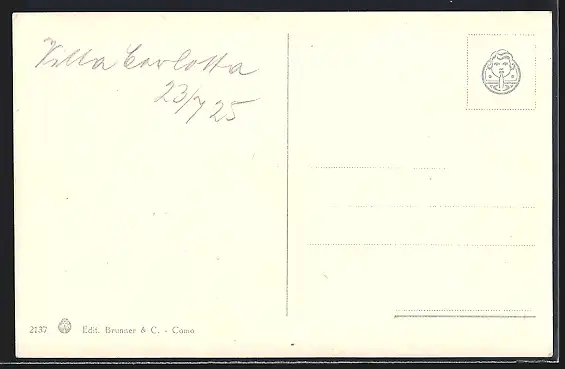 Villa Carlotta
23/7 25
2137 Edit. Brunner & C. - Como